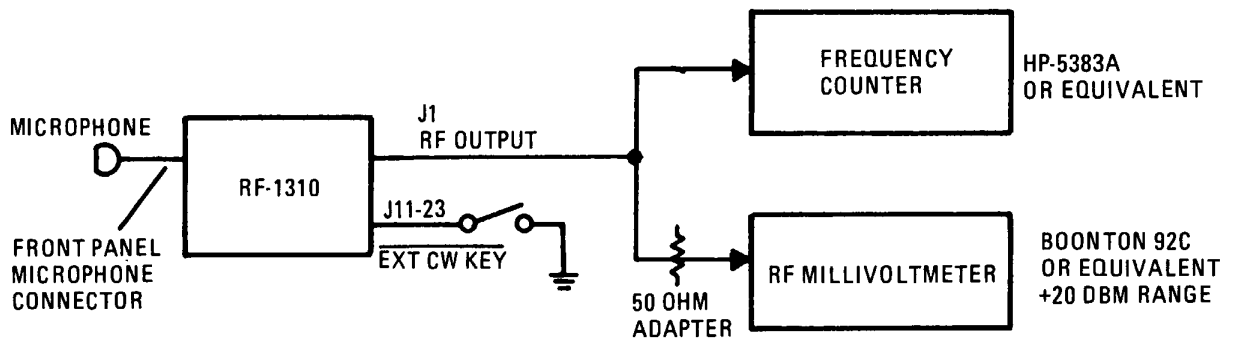 MICROPHONE
FRONT PANEL
MICROPHONE
CONNECTOR
RF-1310
J1
RF OUTPUT
J11-23
EXT CW KEY
50 OHM
ADAPTER
FREQUENCY
COUNTER
HP-5383A
OR EQUIVALENT
RF MILLIVOLTMETER
BOONTON 92C
OR EQUIVALENT
+20 DBM RANGE